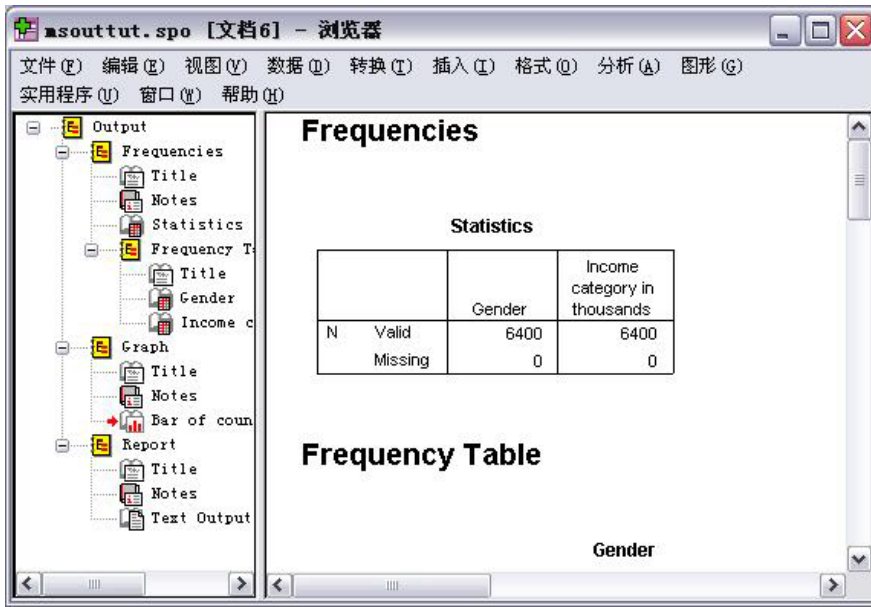 msouttut.spo [文档6] - 浏览器
文件(F) 编辑(E) 视图(V) 数据(D) 转换(T) 插入(I) 格式(O) 分析(A) 图形(G)
实用程序(U) 窗口(W) 帮助(H)
Output
Frequencies
Title
Notes
Statistics
Frequency T
Title
Gender
Income c
Graph
Title
Notes
Bar of coun
Report
Title
Notes
Text Output
Frequencies
Statistics
Gender Income category in thousands
N Valid 6400 6400
Missing 0 0
Frequency Table
Gender